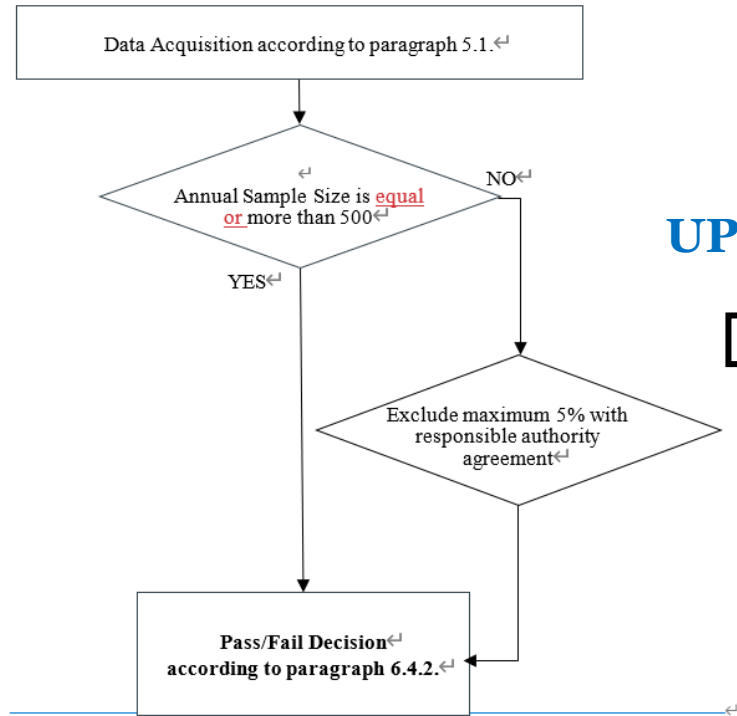 Data Acquisition according to paragraph 5.1.↵
↵
Annual Sample Size is equal
or more than 500↵
NO↵
UP
YES↵
Exclude maximum 5% with
responsible authority
agreement↵
Pass/Fail Decision↵
according to paragraph 6.4.2.↵
↵